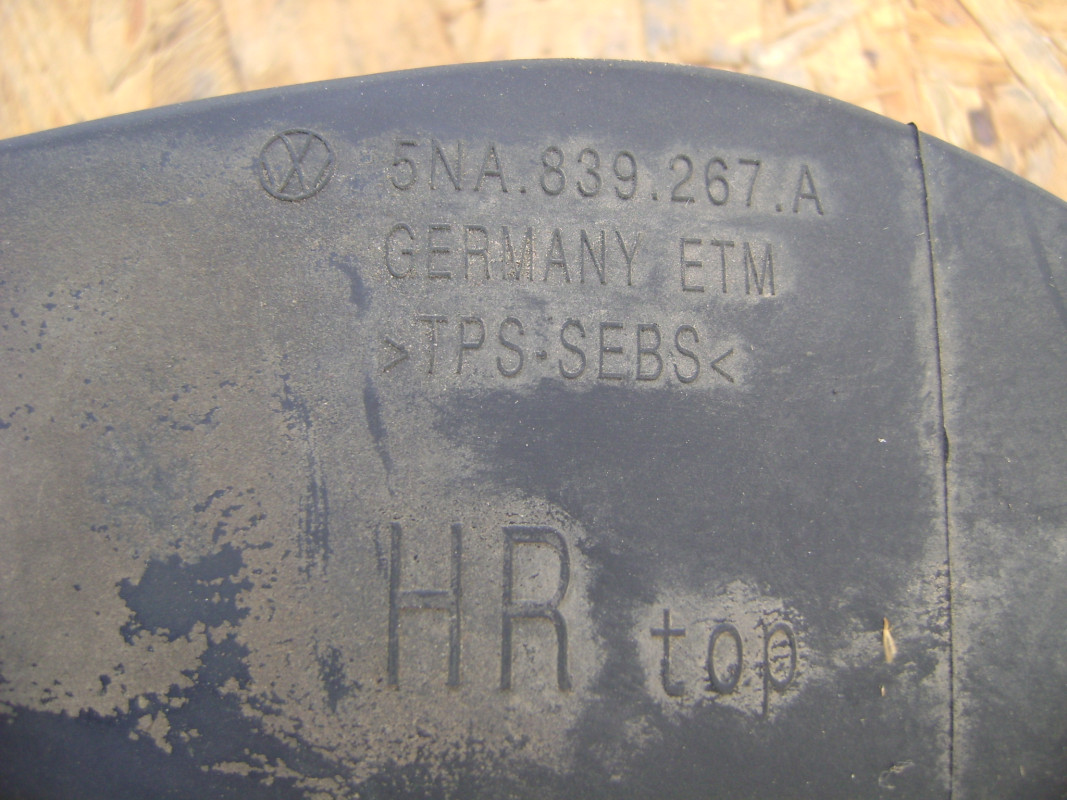 5NA.839.267.A
GERMANY ETM
>TPS-SEBS<
HR top